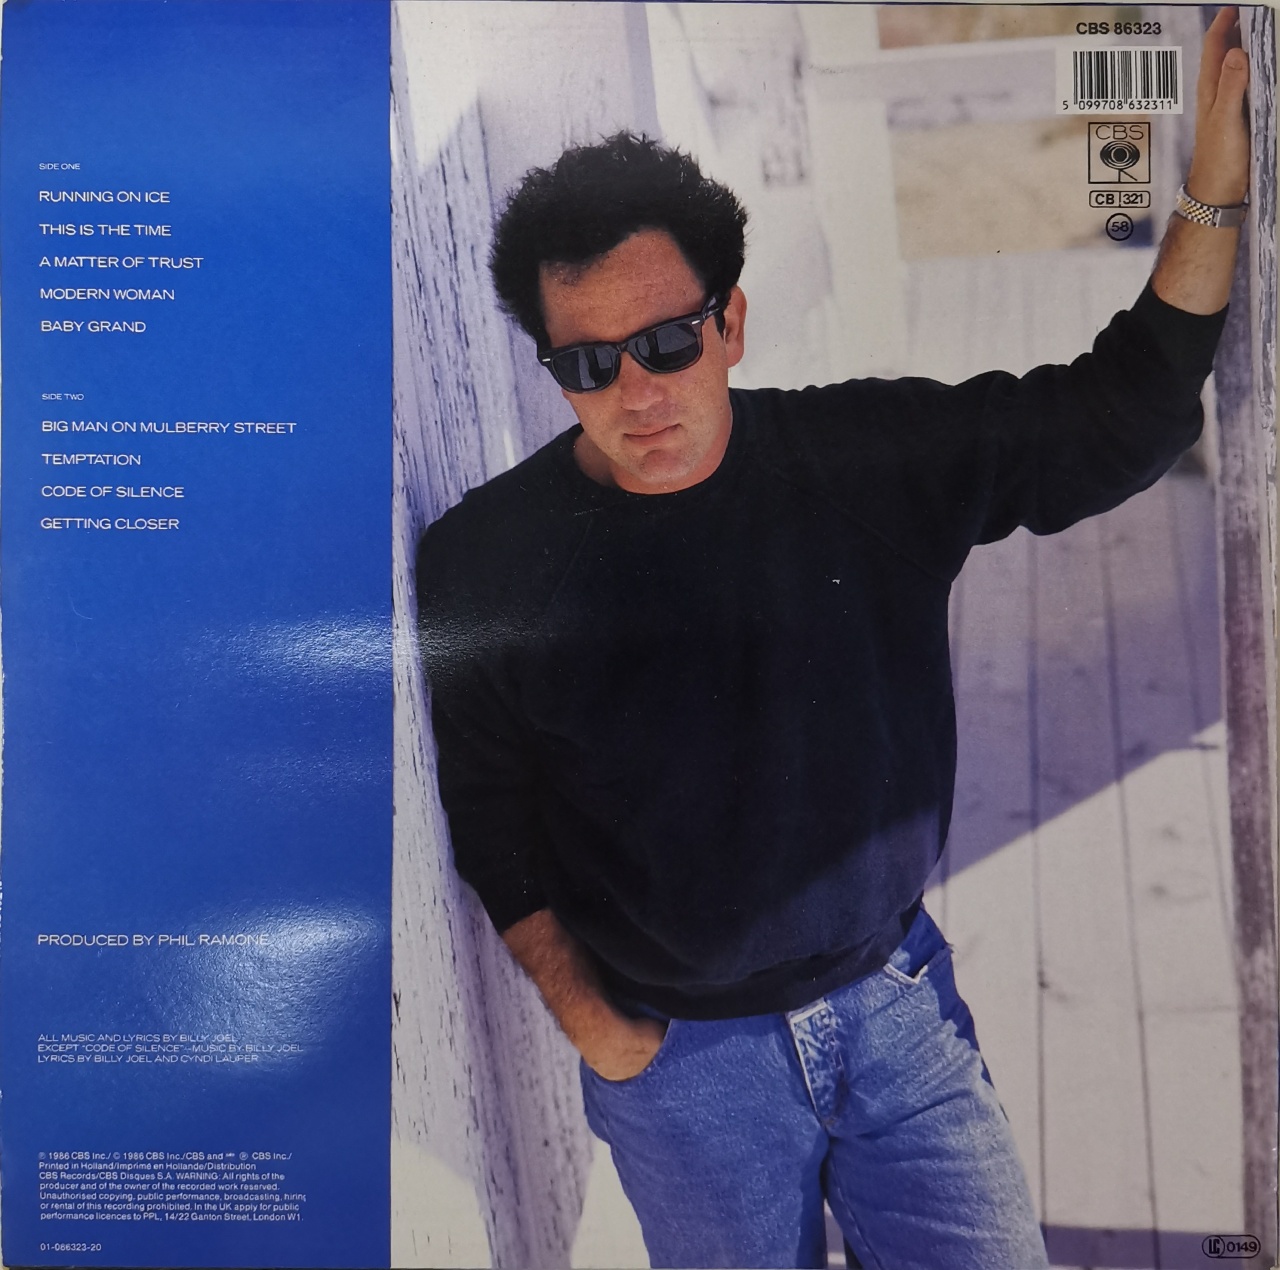 CBS 86323
5 099708 632311
CBS
CB 321
58
SIDE ONE
RUNNING ON ICE
THIS IS THE TIME
A MATTER OF TRUST
MODERN WOMAN
BABY GRAND
SIDE TWO
BIG MAN ON MULBERRY STREET
TEMPTATION
CODE OF SILENCE
GETTING CLOSER
PRODUCED BY PHIL RAMONE
ALL MUSIC AND LYRICS BY BILLY JOEL
EXCEPT "CODE OF SILENCE"—MUSIC BY BILLY JOEL
LYRICS BY BILLY JOEL AND CYNDI LAUPER
℗ 1986 CBS Inc./ © 1986 CBS Inc./CBS and ® CBS Inc./
Printed in Holland/Imprimé en Hollande/Distribution
CBS Records/CBS Disques S.A. WARNING: All rights of the
producer and of the owner of the recorded work reserved.
Unauthorised copying, public performance, broadcasting, hiring
or rental of this recording prohibited. In the UK apply for public
performance licences to PPL, 14/22 Ganton Street, London W1.
01-086323-20
LC 0149